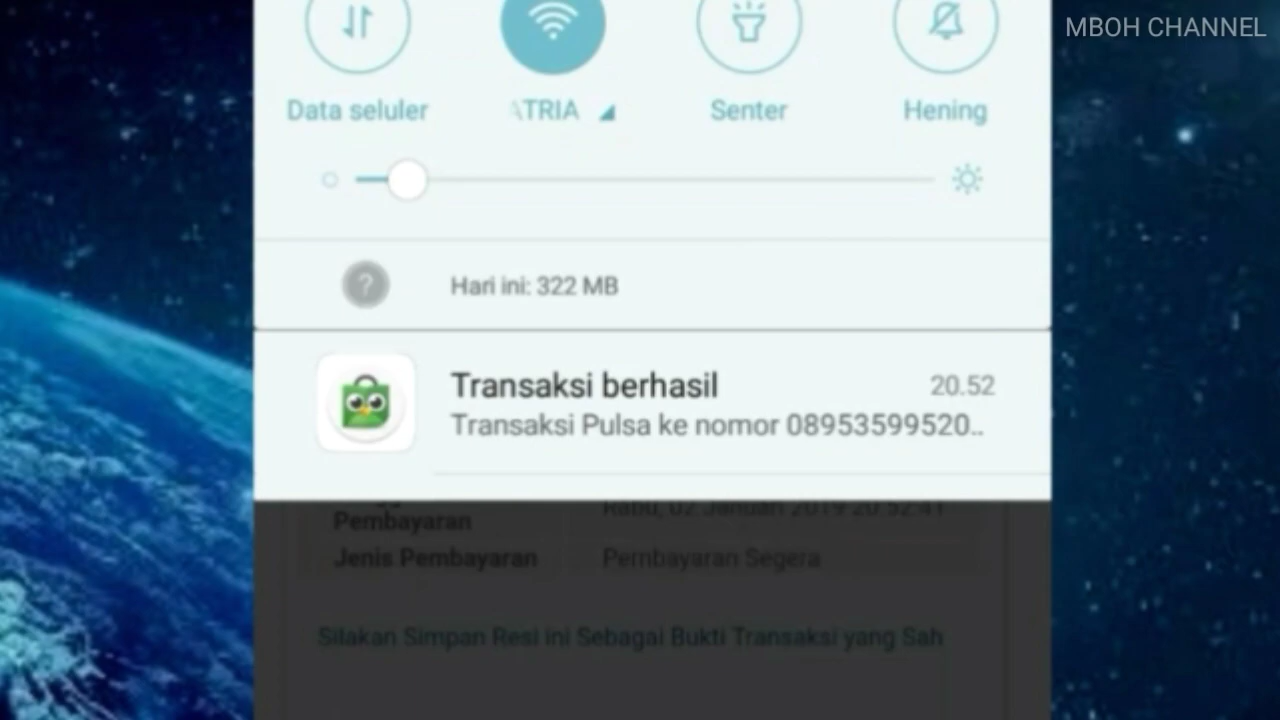 MBOH CHANNEL
Data seluler
ATRIA
Senter
Hening
Hari ini: 322 MB
Transaksi berhasil
20.52
Transaksi Pulsa ke nomor 08953599520..
Rabu, 02 Januari 2019 20:52:41
Pembayaran
Jenis Pembayaran
Pembayaran Segera
Silakan Simpan Resi ini Sebagai Bukti Transaksi yang Sah